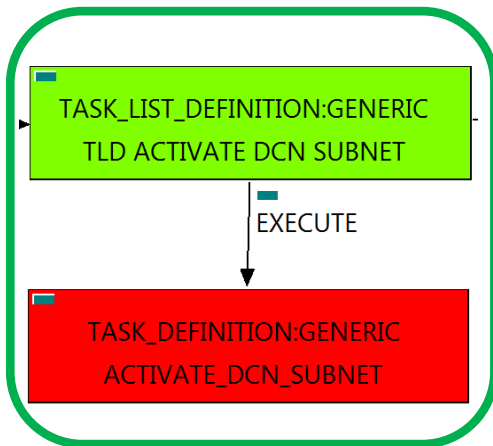 TASK_LIST_DEFINITION:GENERIC
TLD ACTIVATE DCN SUBNET
EXECUTE
TASK_DEFINITION:GENERIC
ACTIVATE_DCN_SUBNET